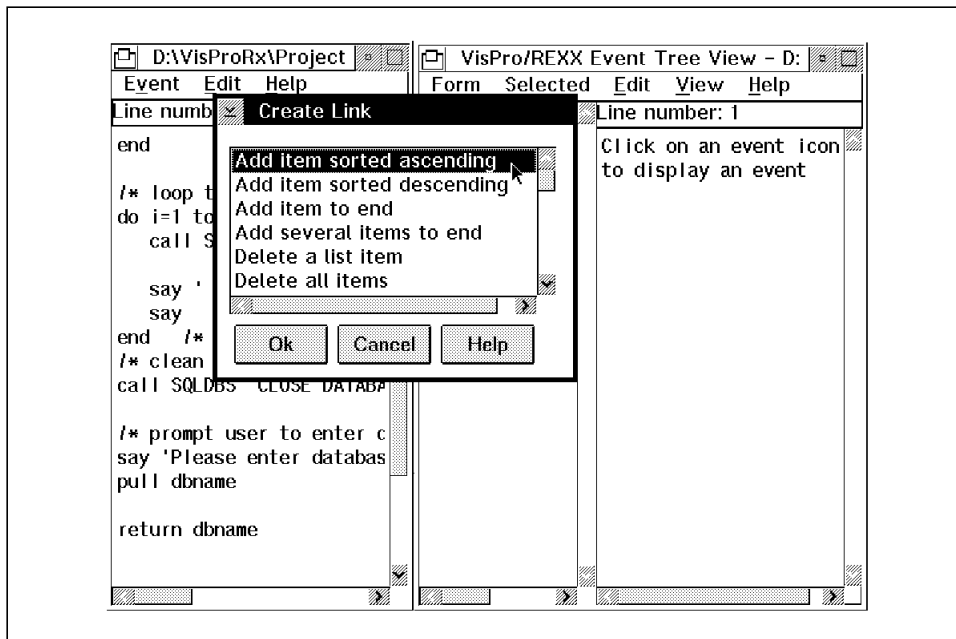 D:\VisProRx\Project
Event Edit Help
Line numb
end
/* loop t
do i=1 to
call S
say '
say
end /*
/* clean
call SQLDBS 'CLOSE DATABA
/* prompt user to enter c
say 'Please enter databas
pull dbname
return dbname
Create Link
Add item sorted ascending
Add item sorted descending
Add item to end
Add several items to end
Delete a list item
Delete all items
Ok Cancel Help
VisPro/REXX Event Tree View - D:
Form Selected Edit View Help
Line number: 1
Click on an event icon
to display an event